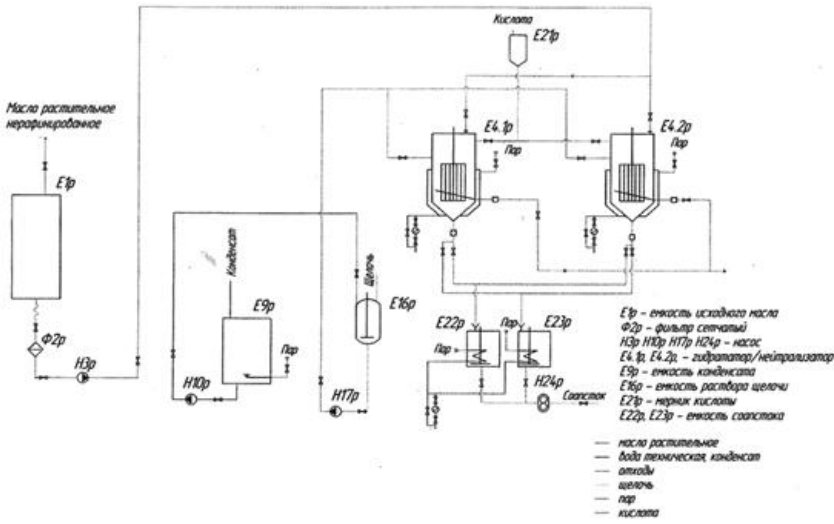 Кислота
Е21р
Масло растительное
нерафинированное
Е4.1р
Е4.2р
Пар
Пар
Е1р
Конденсат
Щелочь
Е9р
Е16р
Е22р
Пар
Е23р
Ф2р
Н3р
Пар
Пар
Н10р
Н17р
Н24р
Соапсток
Е1р – емкость исходного масла
Ф2р – фильтр сетчатый
Н3р Н10р Н17р Н24р – насос
Е4.1р, Е4.2р, – гидрататор/нейтрализатор
Е9р – емкость конденсата
Е16р – емкость раствора щелочи
Е21р – мерник кислоты
Е22р, Е23р – емкость соапстока
масло растительное
вода техническая, конденсат
отходы
щелочь
пар
кислота